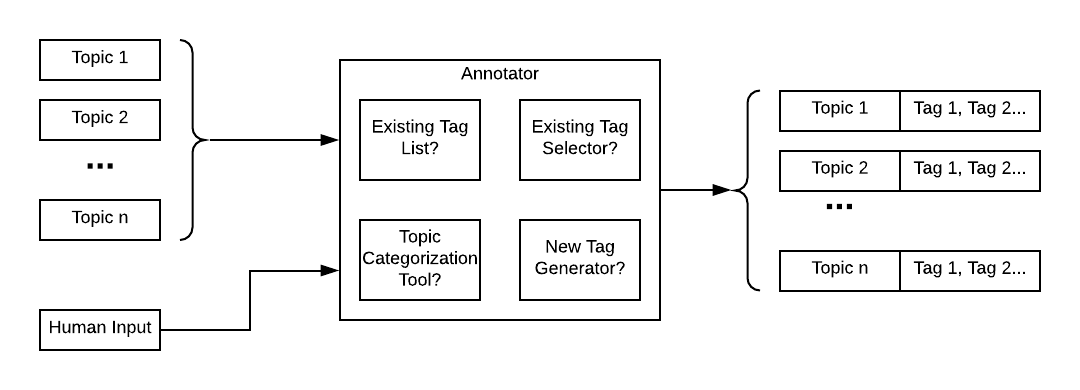 Topic 1
Topic 2
...
Topic n
Human Input
Annotator
Existing Tag
List?
Existing Tag
Selector?
Topic
Categorization
Tool?
New Tag
Generator?
Topic 1
Tag 1, Tag 2...
Topic 2
Tag 1, Tag 2...
...
Topic n
Tag 1, Tag 2...